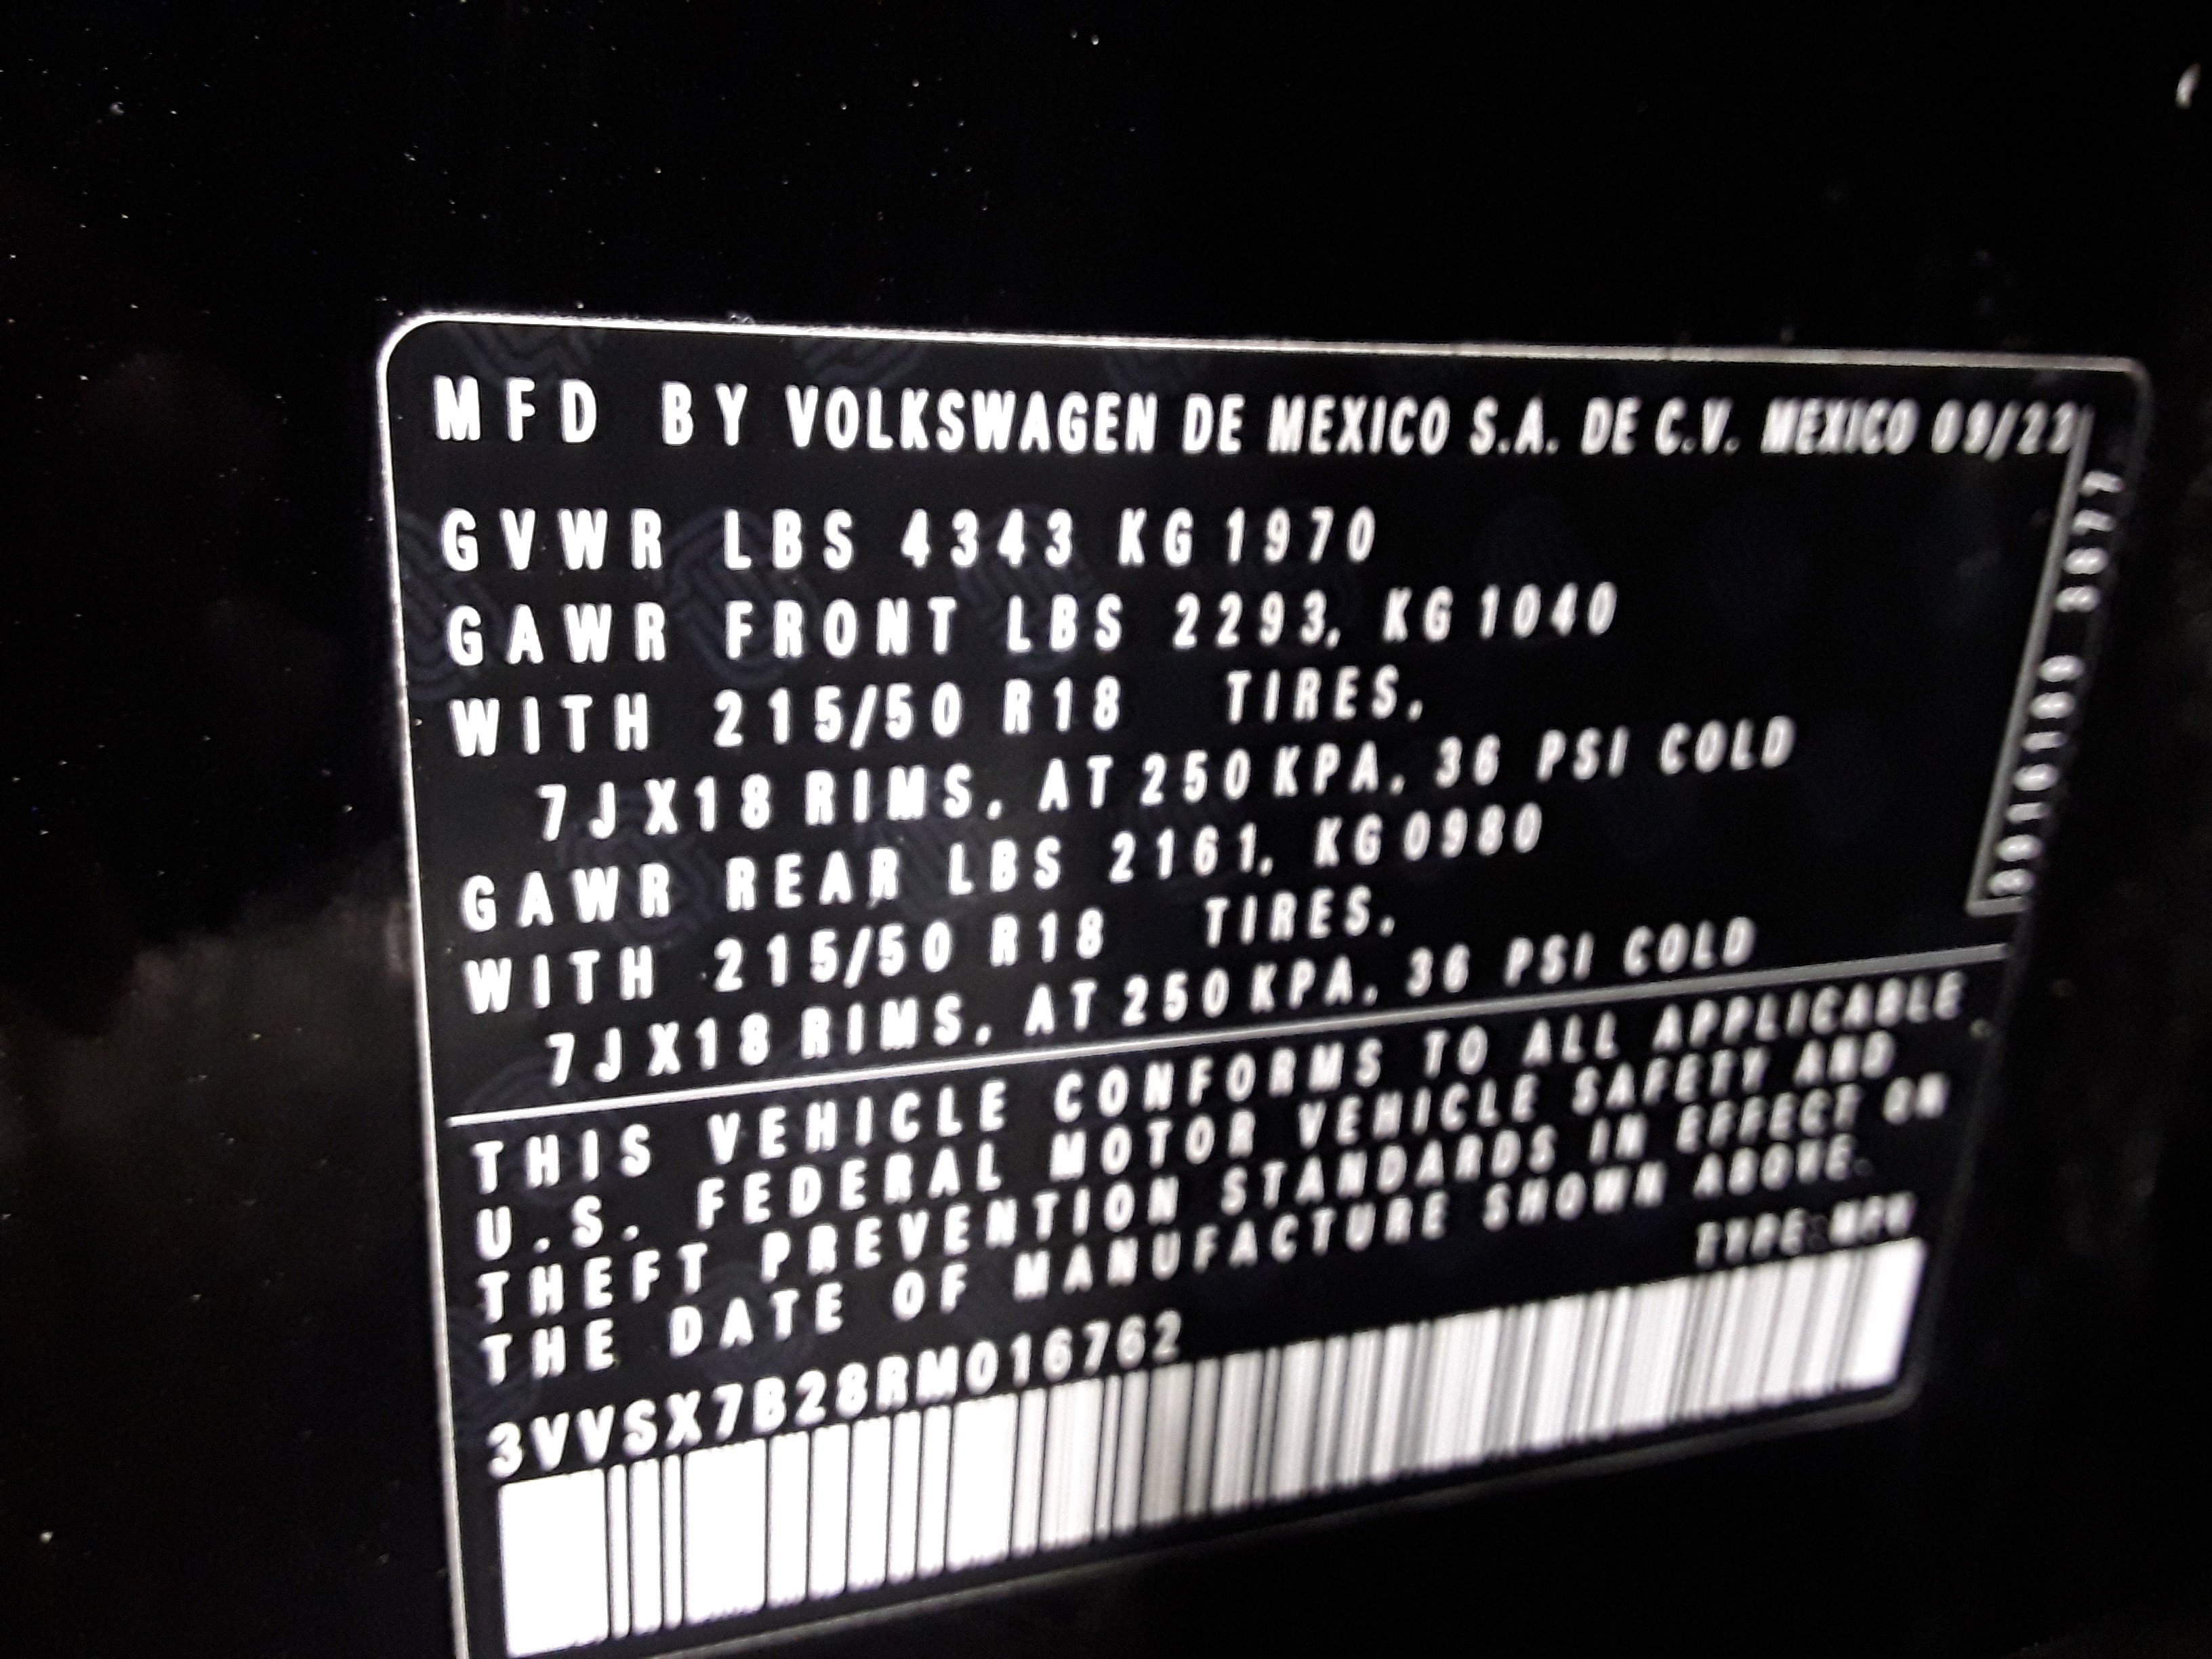 MFD BY VOLKSWAGEN DE MEXICO S.A. DE C.V. MEXICO 09/23
GVWR LBS 4343 KG 1970
GAWR FRONT LBS 2293, KG 1040
WITH 215/50 R18 TIRES,
7J X18 RIMS, AT 250 KPA, 36 PSI COLD
GAWR REAR LBS 2161, KG 0980
WITH 215/50 R18 TIRES,
7J X18 RIMS, AT 250 KPA, 36 PSI COLD
THIS VEHICLE CONFORMS TO ALL APPLICABLE
U.S. FEDERAL MOTOR VEHICLE SAFETY AND
THEFT PREVENTION STANDARDS IN EFFECT ON
THE DATE OF MANUFACTURE SHOWN ABOVE.
TYPE: MPV
3VVSX7B28RM016762